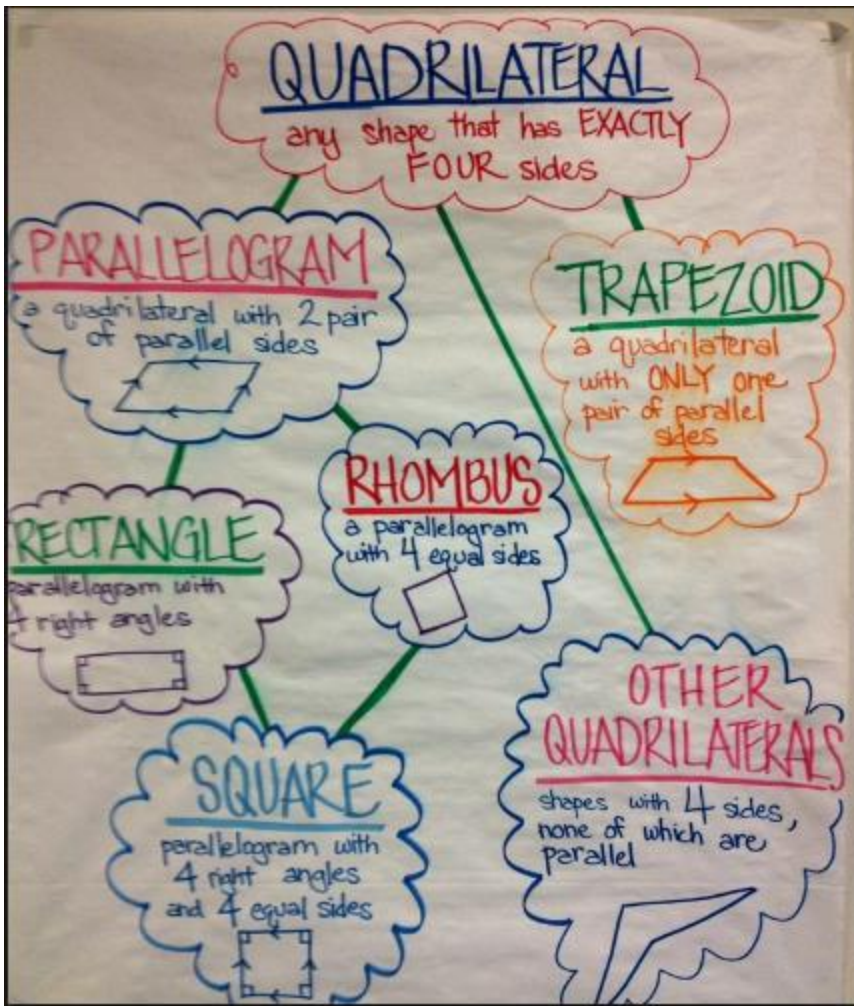 QUADRILATERAL
any shape that has EXACTLY
FOUR sides
PARALLELOGRAM
a quadrilateral with 2 pair
of parallel sides
TRAPEZOID
a quadrilateral
with ONLY one
pair of parallel
sides
RHOMBUS
a parallelogram
with 4 equal sides
RECTANGLE
parallelogram with
4 right angles
OTHER
QUADRILATERALS
shapes with 4 sides,
none of which are
parallel
SQUARE
parallelogram with
4 right angles
and 4 equal sides